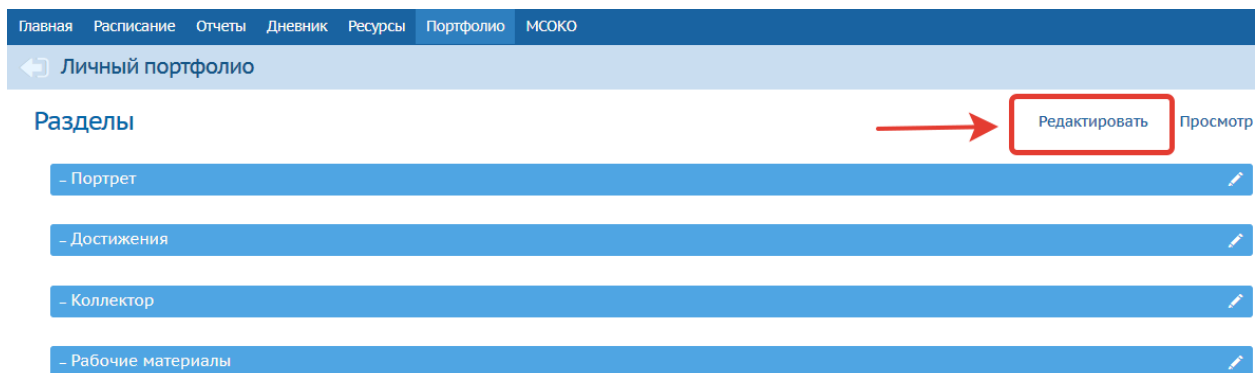 Главная Расписание Отчеты Дневник Ресурсы Портфолио МСОКО
Личный портфолио
Разделы Редактировать Просмотр
– Портрет
– Достижения
– Коллектор
– Рабочие материалы